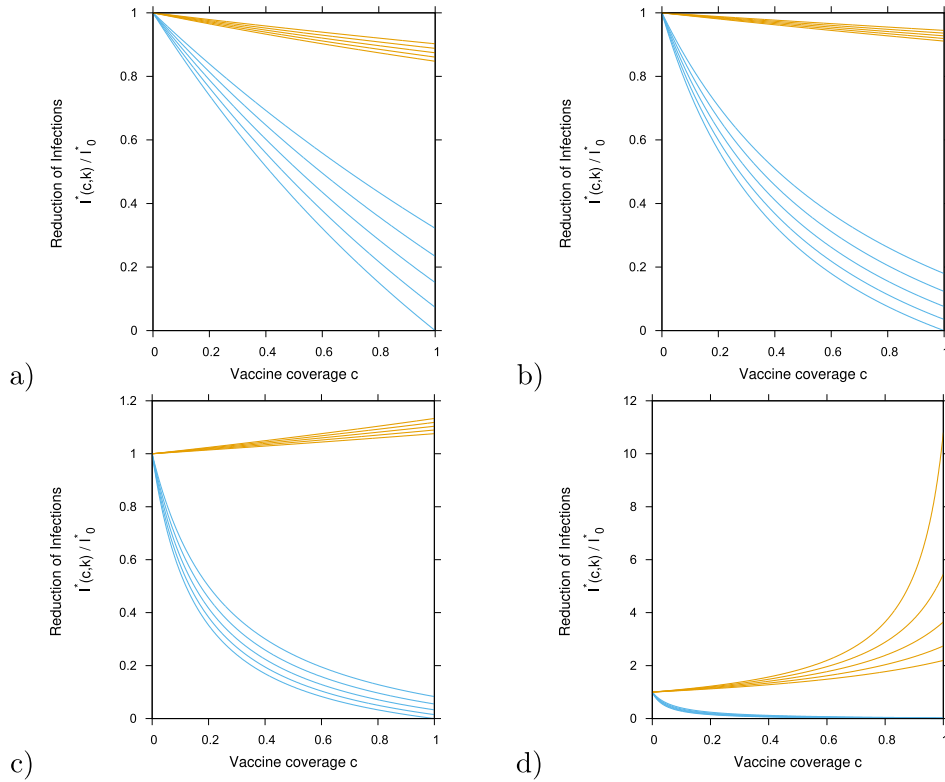 1
0.8
0.6
0.4
0.2
0
0 0.2 0.4 0.6 0.8 1
Reduction of Infections
I*(c,k) / I*0
Vaccine coverage c
a)
1
0.8
0.6
0.4
0.2
0
0 0.2 0.4 0.6 0.8 1
Reduction of Infections
I*(c,k) / I*0
Vaccine coverage c
b)
1.2
1
0.8
0.6
0.4
0.2
0
0 0.2 0.4 0.6 0.8 1
Reduction of Infections
I*(c,k) / I*0
Vaccine coverage c
c)
12
10
8
6
4
2
0
0 0.2 0.4 0.6 0.8 1
Reduction of Infections
I*(c,k) / I*0
Vaccine coverage c
d)